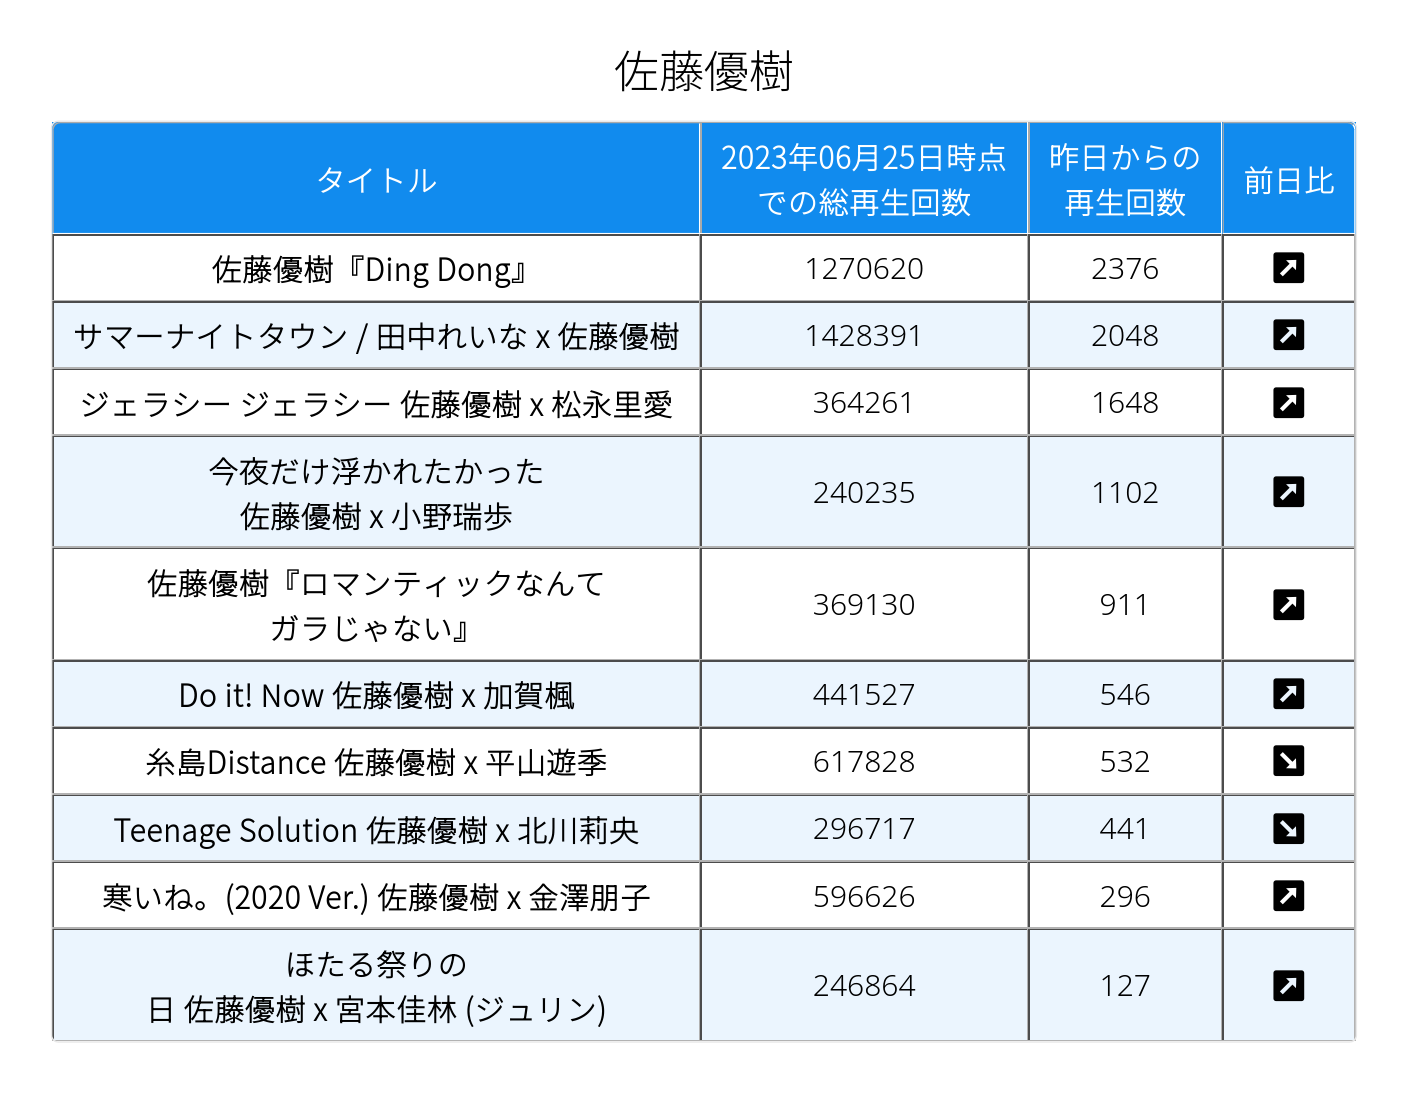 佐藤優樹
タイトル
2023年06月25日時点
での総再生回数
昨日からの
再生回数
前日比
佐藤優樹『Ding Dong』 1270620 2376
サマーナイトタウン / 田中れいな x 佐藤優樹 1428391 2048
ジェラシー ジェラシー 佐藤優樹 x 松永里愛 364261 1648
今夜だけ浮かれたかった
佐藤優樹 x 小野瑞歩
240235 1102
佐藤優樹『ロマンティックなんて
ガラじゃない』
369130 911
Do it! Now 佐藤優樹 x 加賀楓 441527 546
糸島Distance 佐藤優樹 x 平山遊季 617828 532
Teenage Solution 佐藤優樹 x 北川莉央 296717 441
寒いね。(2020 Ver.) 佐藤優樹 x 金澤朋子 596626 296
ほたる祭りの
日 佐藤優樹 x 宮本佳林 (ジュリン)
246864 127